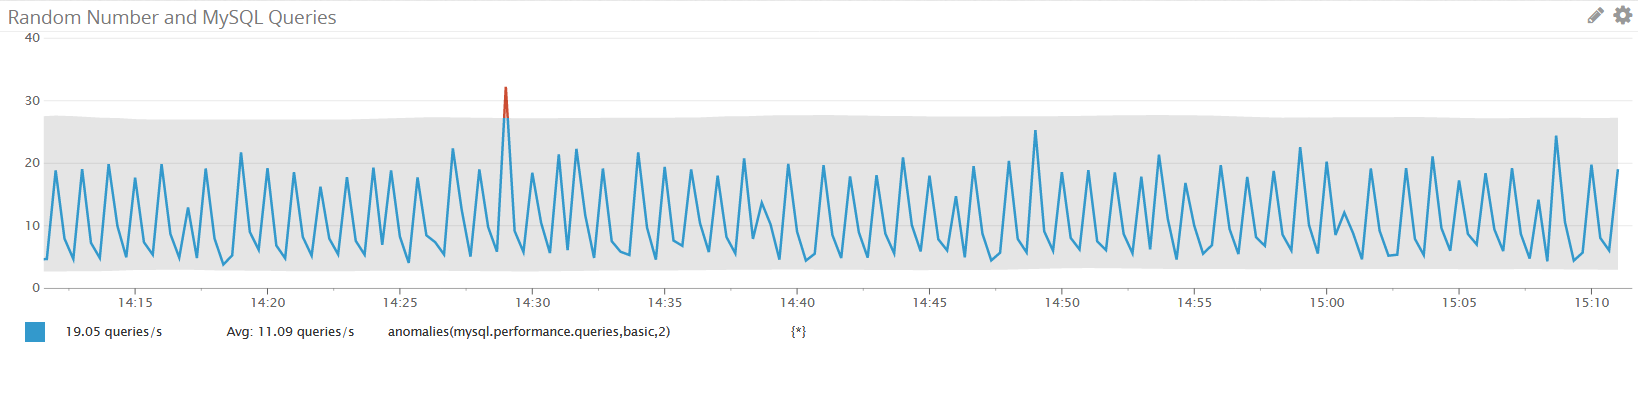 Random Number and MySQL Queries
40
30
20
10
0
14:15 14:20 14:25 14:30 14:35 14:40 14:45 14:50 14:55 15:00 15:05 15:10
19.05 queries/s Avg: 11.09 queries/s anomalies(mysql.performance.queries,basic,2) {*}